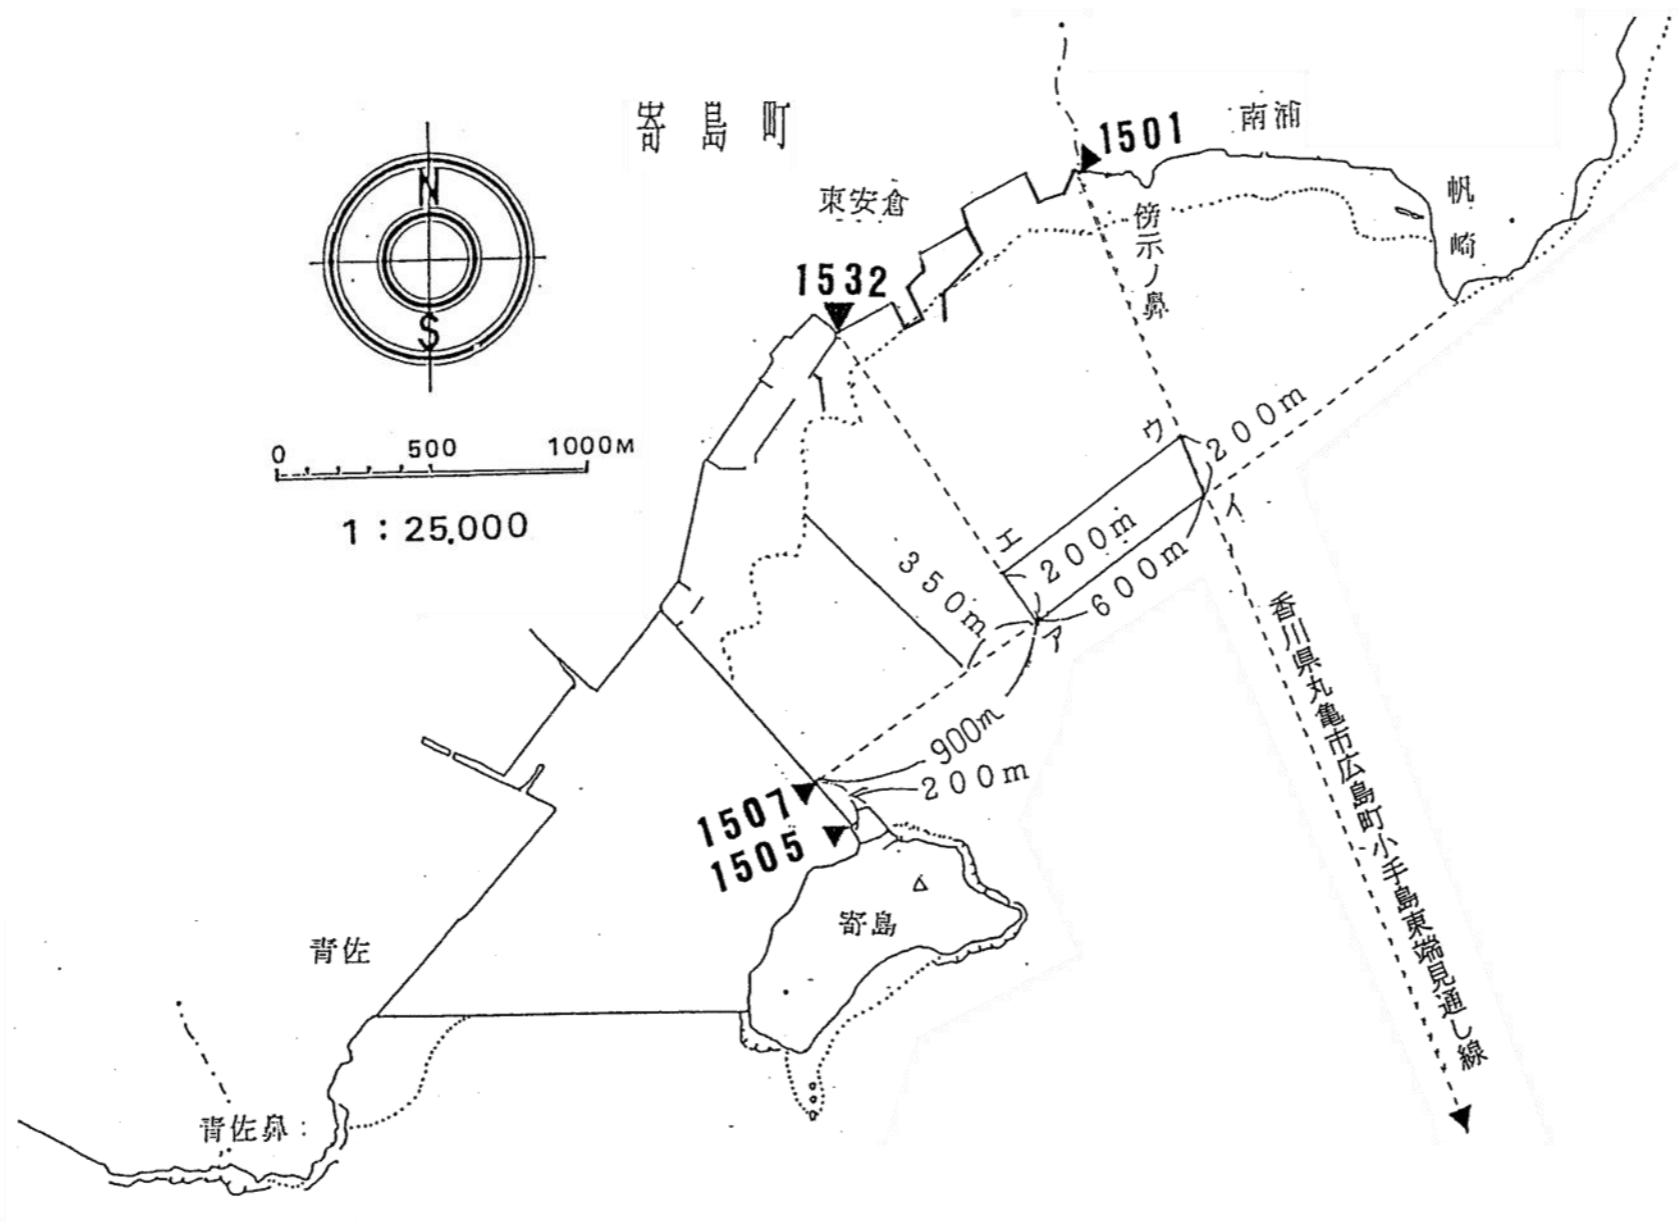 寄島町
1501
南浦
帆崎
東安倉
傍示ノ鼻
1532
N
S
0 500 1000M
1：25,000
ウ
200m
イ
エ
200m
600m
350m
ア
900m
200m
1507
1505
寄島
青佐
青佐鼻
香川県丸亀市広島町小手島東端見通し線